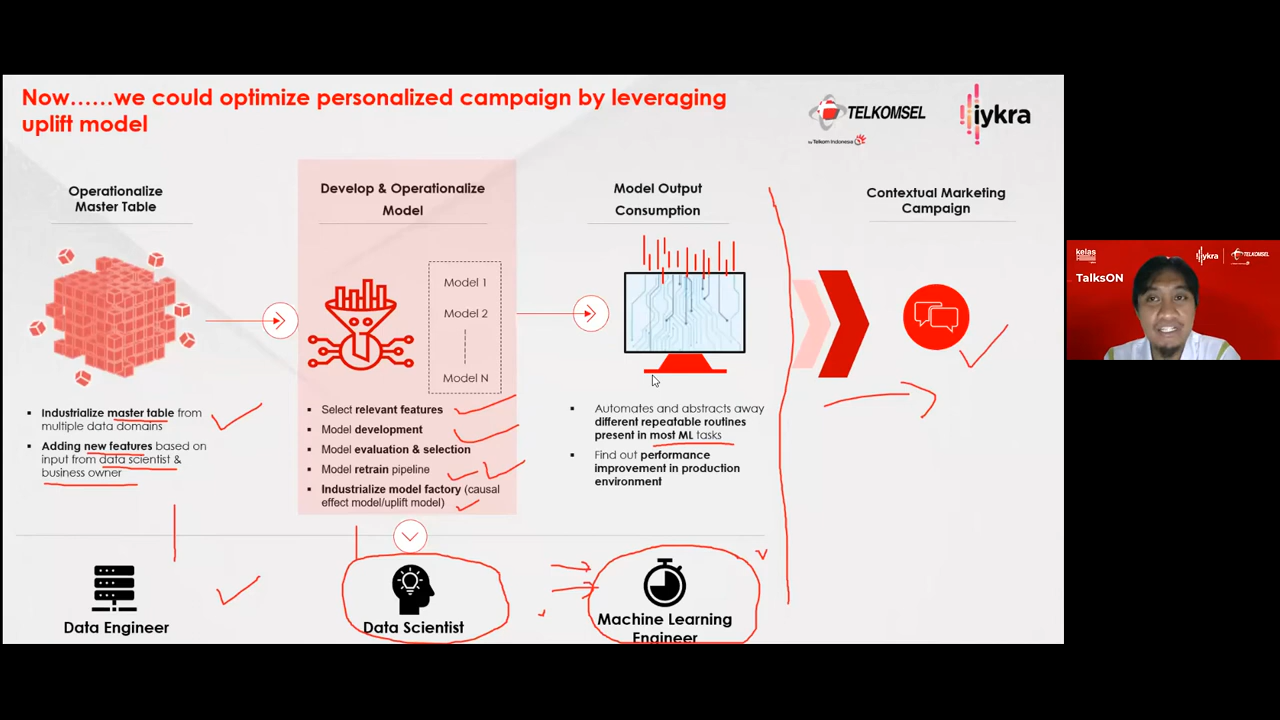 Now......we could optimize personalized campaign by leveraging
uplift model
TELKOMSEL
by Telkom Indonesia
iykra
Operationalize
Master Table
Develop & Operationalize
Model
Model Output
Consumption
Contextual Marketing
Campaign
Model 1
Model 2
Model N
Industrialize master table from
multiple data domains
Adding new features based on
input from data scientist &
business owner
Select relevant features
Model development
Model evaluation & selection
Model retrain pipeline
Industrialize model factory (causal
effect model/uplift model)
Automates and abstracts away
different repeatable routines
present in most ML tasks
Find out performance
improvement in production
environment
Data Engineer
Data Scientist
Machine Learning
Engineer
kelas
iykra
TELKOMSEL
TalksON